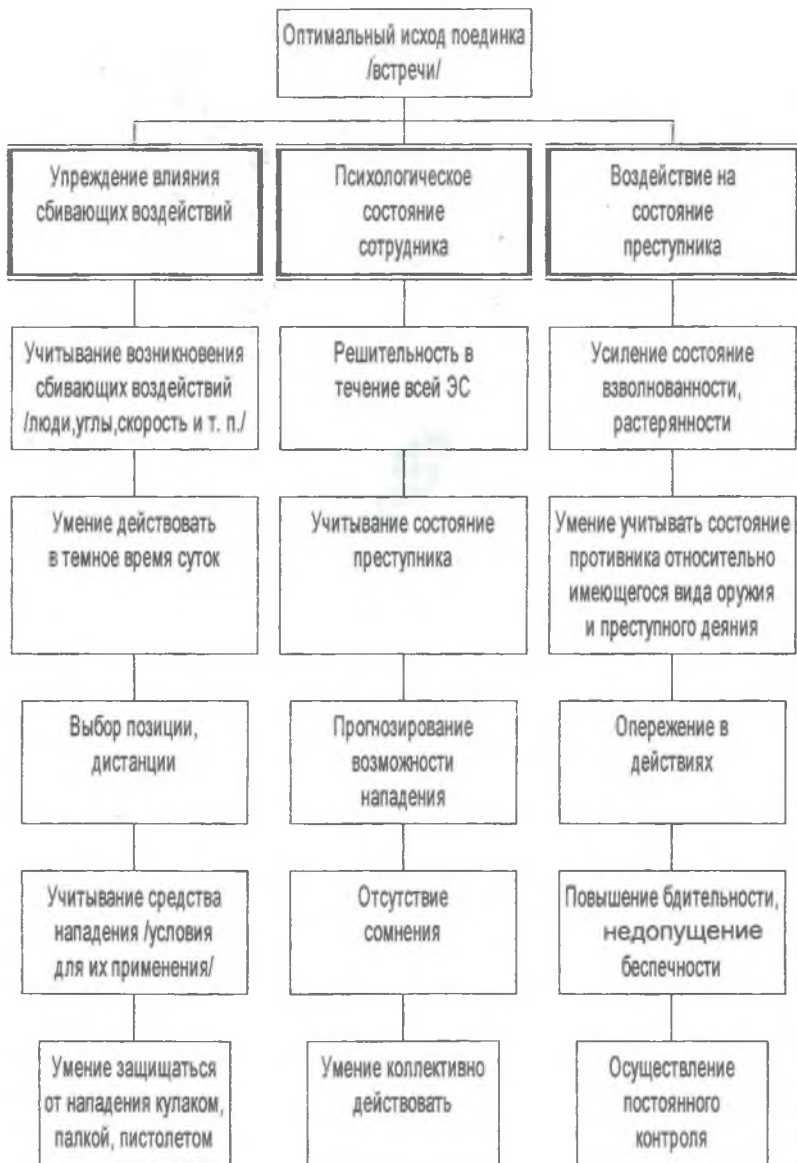 Оптимальный исход поединка
/встречи/
Упреждение влияния
сбивающих воздействий
Психологическое
состояние
сотрудника
Воздействие на
состояние
преступника
Учитывание возникновения
сбивающих воздействий
/люди,углы,скорость и т. п./
Решительность в
течение всей ЭС
Усиление состояние
взволнованности,
растерянности
Умение действовать
в темное время суток
Учитывание состояние
преступника
Умение учитывать состояние
противника относительно
имеющегося вида оружия
и преступного деяния
Выбор позиции,
дистанции
Прогнозирование
возможности
нападения
Опережение в
действиях
Учитывание средства
нападения /условия
для их применения/
Отсутствие
сомнения
Повышение бдительности,
недопущение
беспечности
Умение защищаться
от нападения кулаком,
палкой, пистолетом
Умение коллективно
действовать
Осуществление
постоянного
контроля